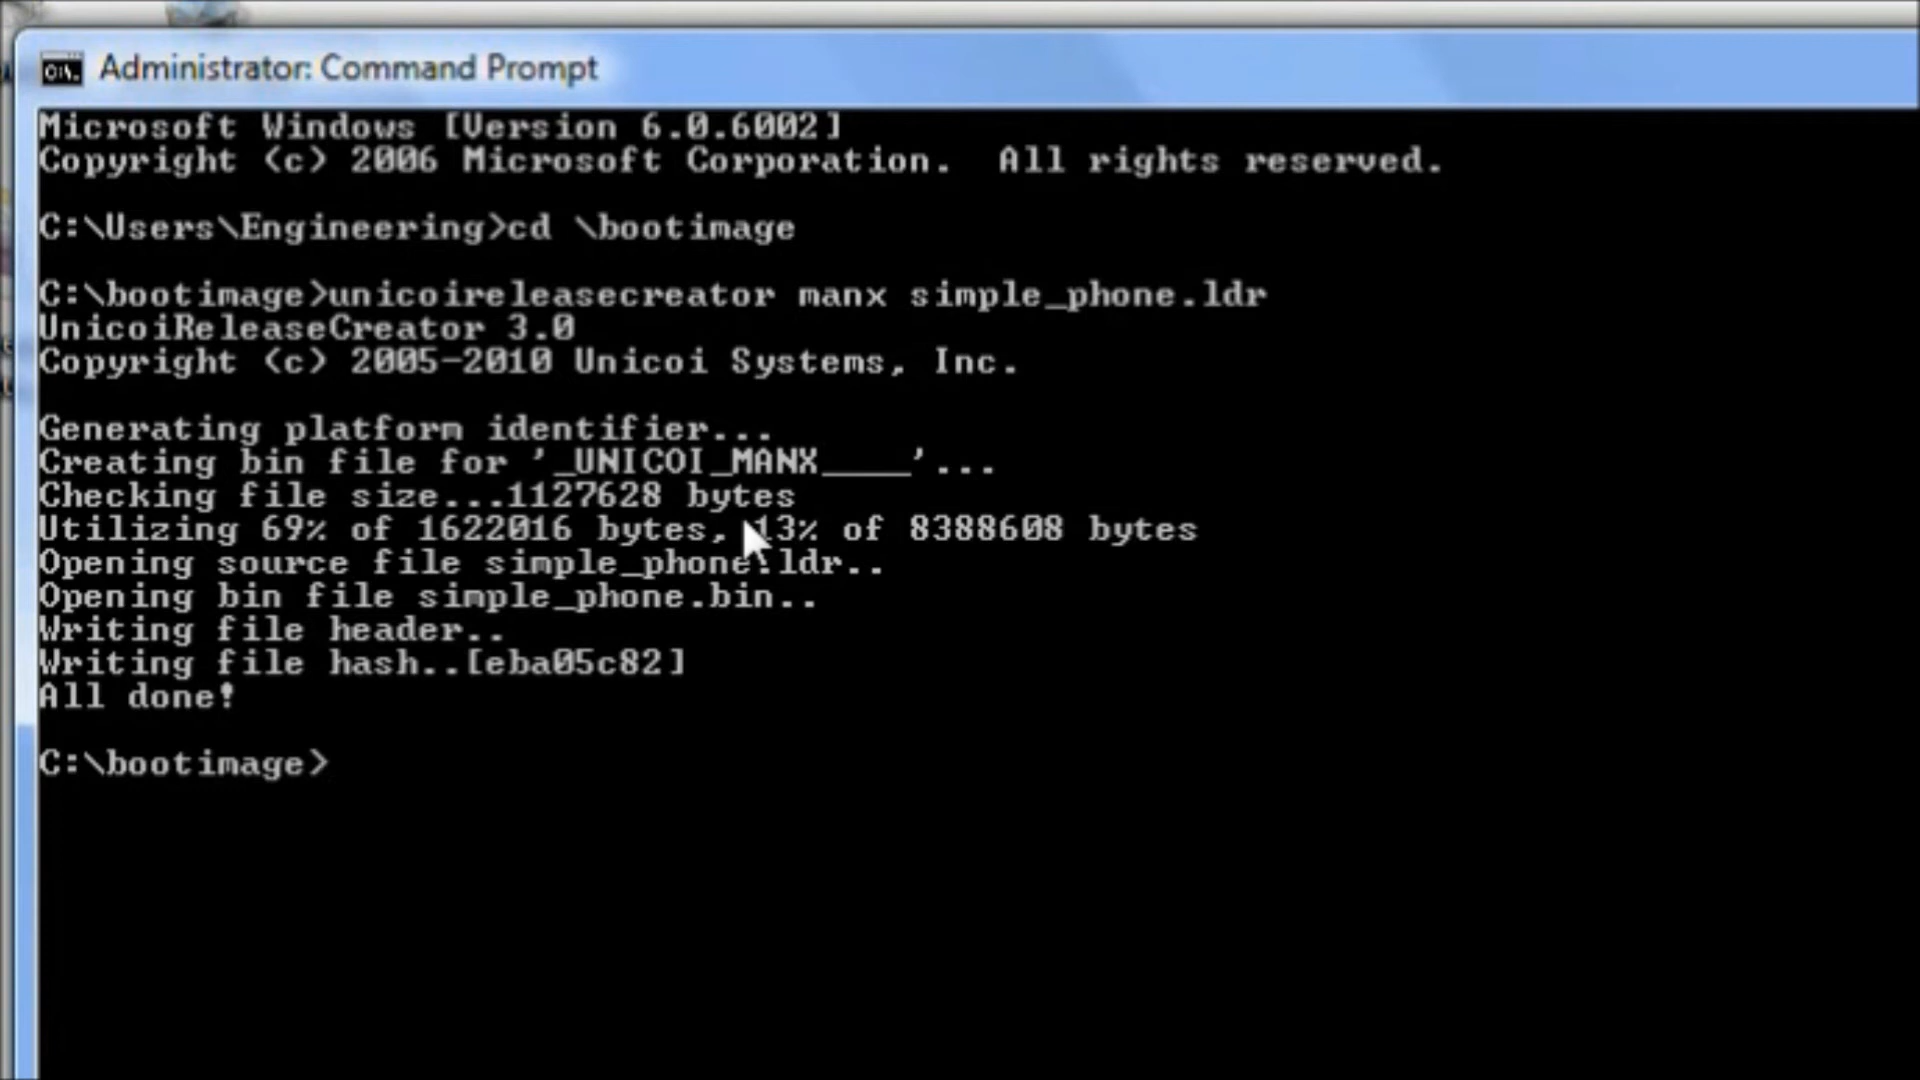 Administrator: Command Prompt
Microsoft Windows [Version 6.0.6002]
Copyright (c) 2006 Microsoft Corporation.  All rights reserved.
C:\Users\Engineering>cd \bootimage
C:\bootimage>unicoireleasecreator manx simple_phone.ldr
UnicoiReleaseCreator 3.0
Copyright (c) 2005-2010 Unicoi Systems, Inc.
Generating platform identifier...
Creating bin file for '_UNICOI_MANX____'...
Checking file size...1127628 bytes
Utilizing 69% of 1622016 bytes, 13% of 8388608 bytes
Opening source file simple_phone.ldr..
Opening bin file simple_phone.bin..
Writing file header..
Writing file hash..[eba05c82]
All done!
C:\bootimage>